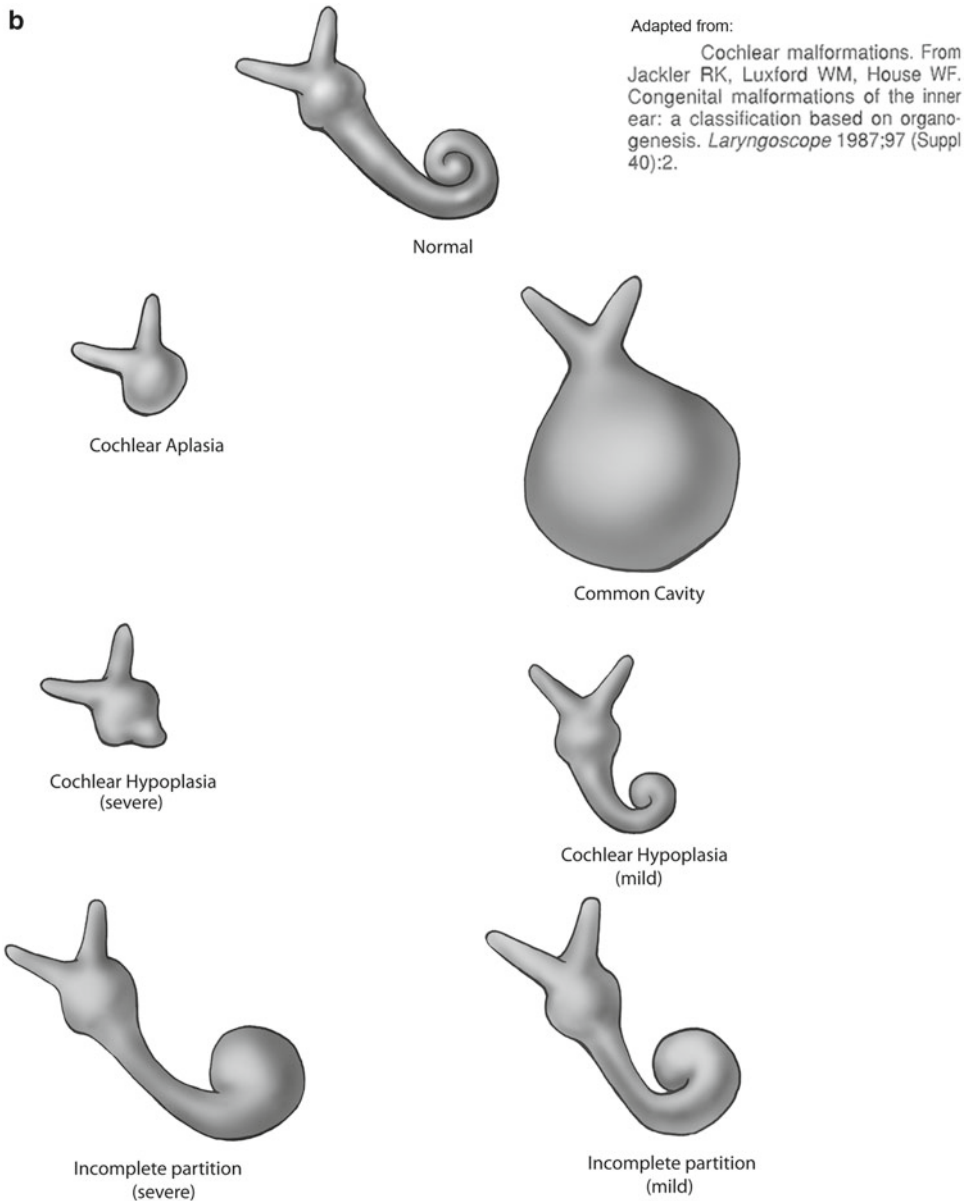 b
Adapted from:
Cochlear malformations. From
Jackler RK, Luxford WM, House WF.
Congenital malformations of the inner
ear: a classification based on organo-
genesis. Laryngoscope 1987;97 (Suppl
40):2.
Normal
Cochlear Aplasia
Common Cavity
Cochlear Hypoplasia
(severe)
Cochlear Hypoplasia
(mild)
Incomplete partition
(severe)
Incomplete partition
(mild)